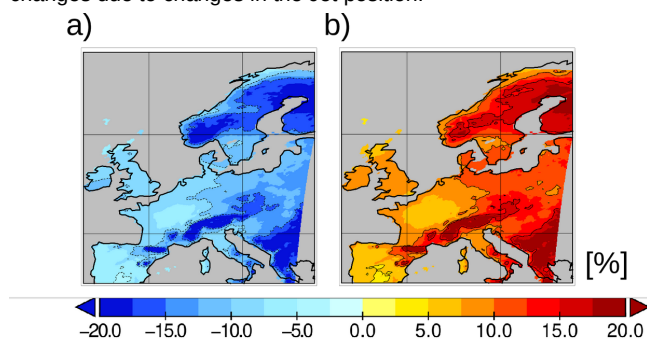 changes due to changes in the jet position.
a) b)
[%]
−20.0 −15.0 −10.0 −5.0 0.0 5.0 10.0 15.0 20.0